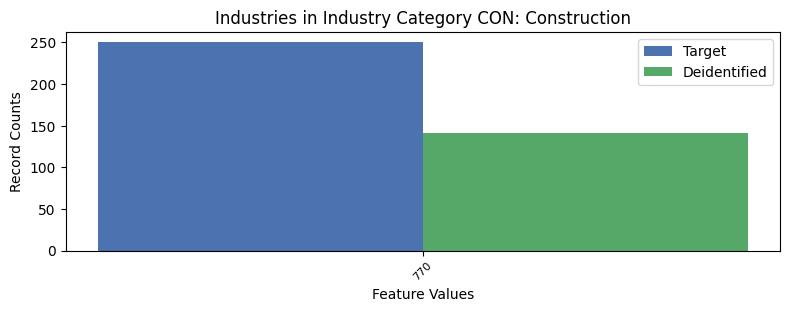 Industries in Industry Category CON: Construction
Record Counts
250
200
150
100
50
0
Target
Deidentified
770
Feature Values